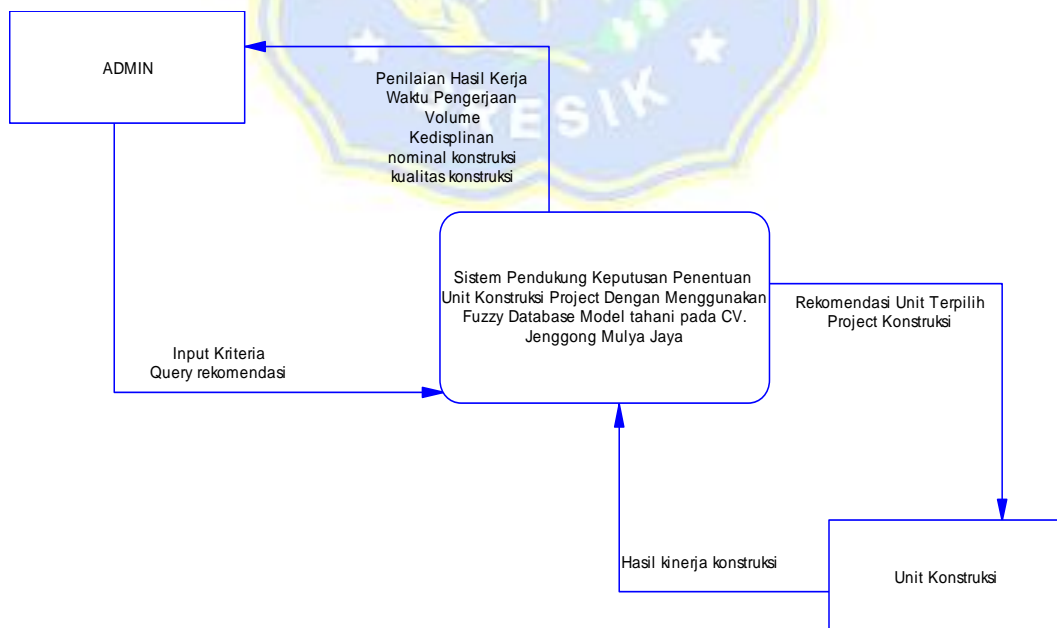 ADMIN
Penilaian Hasil Kerja
Waktu Pengerjaan
Volume
Kedisplinan
nominal konstruksi
kualitas konstruksi
RESIK
Sistem Pendukung Keputusan Penentuan
Unit Konstruksi Project Dengan Menggunakan
Fuzzy Database Model tahani pada CV.
Jenggong Mulya Jaya
Rekomendasi Unit Terpilih
Project Konstruksi
Input Kriteria
Query rekomendasi
Hasil kinerja konstruksi
Unit Konstruksi